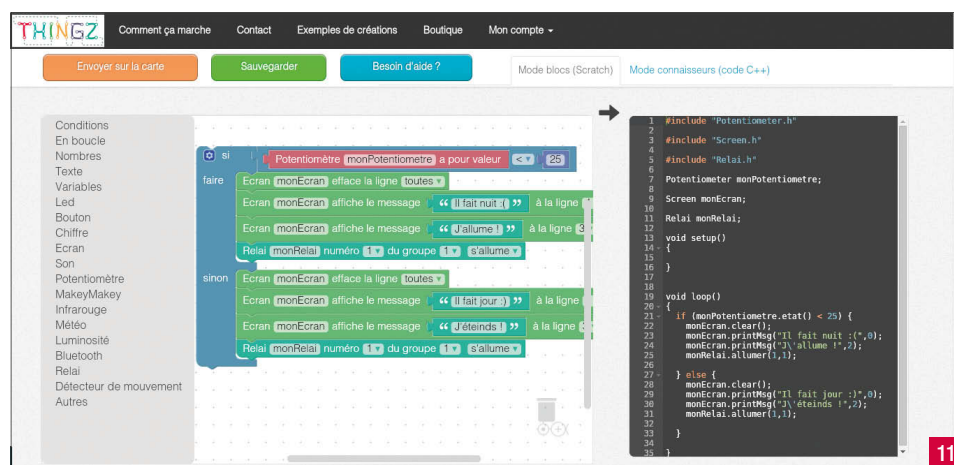 THINGZ Comment ça marche Contact Exemples de créations Boutique Mon compte
Envoyer sur la carte Sauvegarder Besoin d'aide ? Mode blocs (Scratch) Mode connaisseurs (code C++)
Conditions
En boucle
Nombres
Texte
Variables
Led
Bouton
Chiffre
Ecran
Son
Potentiomètre
MakeyMakey
Infrarouge
Météo
Luminosité
Bluetooth
Relai
Détecteur de mouvement
Autres
si Potentiomètre monPotentiometre a pour valeur < 25
faire Ecran monEcran efface la ligne toutes
Ecran monEcran affiche le message “ Il fait nuit :( ” à la ligne
Ecran monEcran affiche le message “ J'allume ! ” à la ligne 3
Relai monRelai numéro 1 du groupe 1 s'allume
sinon Ecran monEcran efface la ligne toutes
Ecran monEcran affiche le message “ Il fait jour :) ” à la ligne
Ecran monEcran affiche le message “ J'éteinds ! ” à la ligne
Relai monRelai numéro 1 du groupe 1 s'allume
1 #include "Potentiometer.h"
2
3 #include "Screen.h"
4
5 #include "Relai.h"
6
7 Potentiometer monPotentiometre;
8
9 Screen monEcran;
10
11 Relai monRelai;
12
13 void setup()
14 {
15
16 }
17
18
19 void loop()
20 {
21 if (monPotentiometre.etat() < 25) {
22 monEcran.clear();
23 monEcran.printMsg("Il fait nuit :(",0);
24 monEcran.printMsg("J\'allume !",2);
25 monRelai.allumer(1,1);
26
27 } else {
28 monEcran.clear();
29 monEcran.printMsg("Il fait jour :)",0);
30 monEcran.printMsg("J\'éteinds !",2);
31 monRelai.allumer(1,1);
32
33 }
34
35 }
11